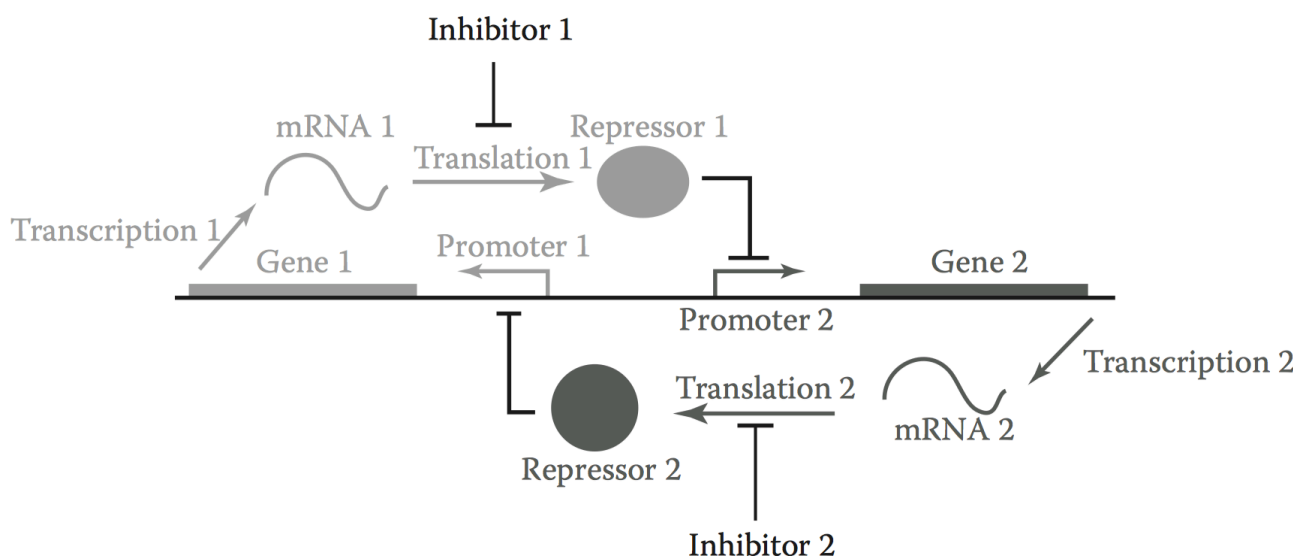 Inhibitor 1
mRNA 1
Repressor 1
Translation 1
Transcription 1
Promoter 1
Gene 1
Gene 2
Promoter 2
Transcription 2
Translation 2
mRNA 2
Repressor 2
Inhibitor 2